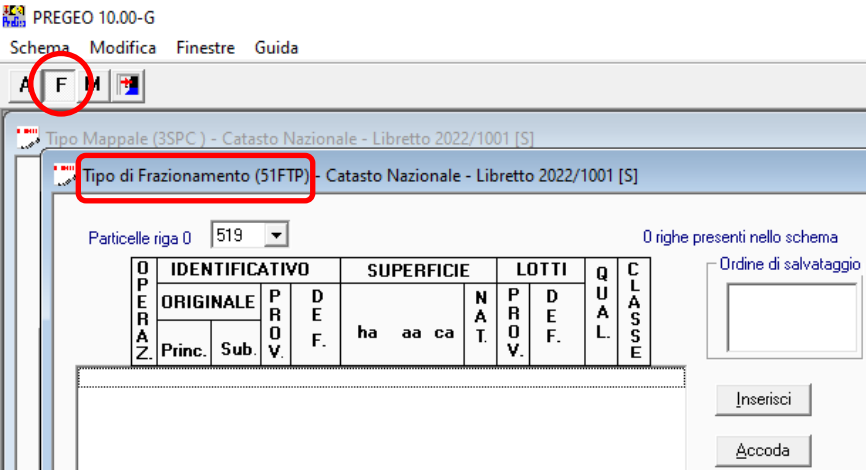 PREGEO 10.00-G
Schema Modifica Finestre Guida
A F M
Tipo Mappale (3SPC ) - Catasto Nazionale - Libretto 2022/1001 [S]
Tipo di Frazionamento (51FTP) - Catasto Nazionale - Libretto 2022/1001 [S]
Particelle riga 0 519 0 righe presenti nello schema
Ordine di salvataggio
OPERAZ. IDENTIFICATIVO SUPERFICIE LOTTI QUAL. CLASSE
ORIGINALE PROV. DEF. ha aa ca NAT. PROV. DEF.
Princ. Sub.
Inserisci
Accoda